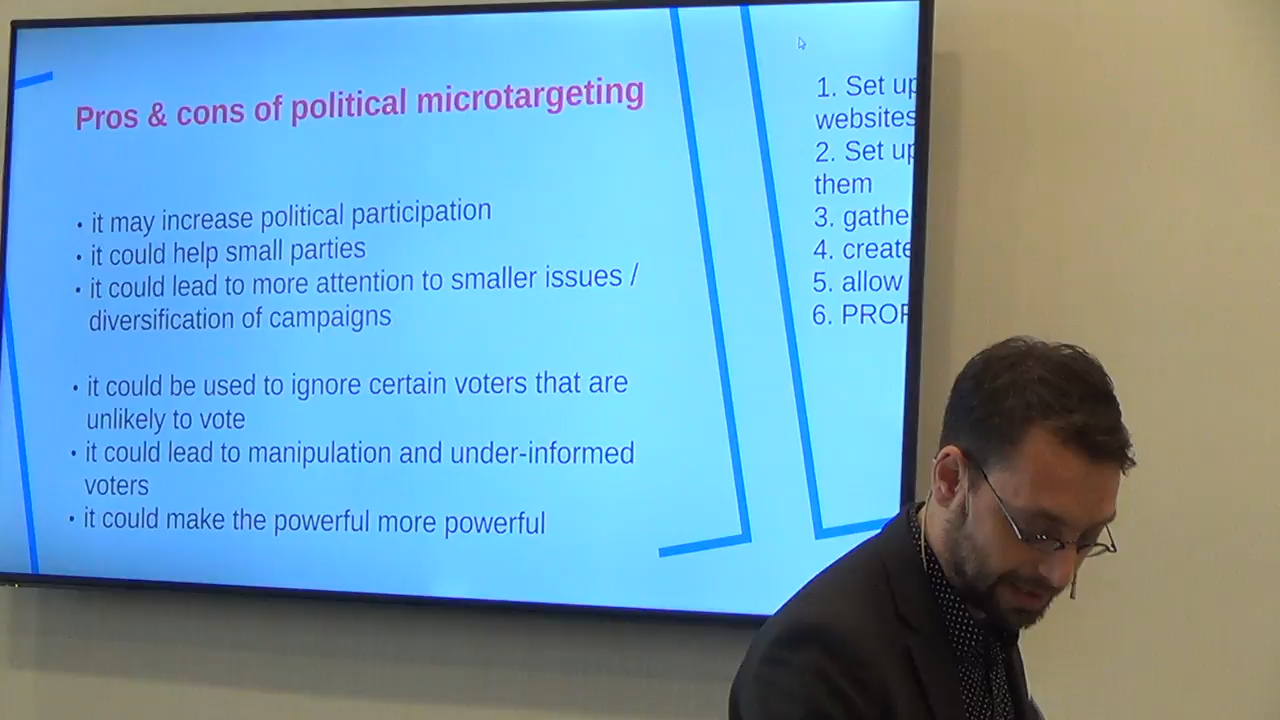 Pros & cons of political microtargeting
• it may increase political participation
• it could help small parties
• it could lead to more attention to smaller issues /
diversification of campaigns
• it could be used to ignore certain voters that are
unlikely to vote
• it could lead to manipulation and under-informed
voters
• it could make the powerful more powerful
1. Set up
websites
2. Set up
them
3. gathe
4. create
5. allow
6. PROF